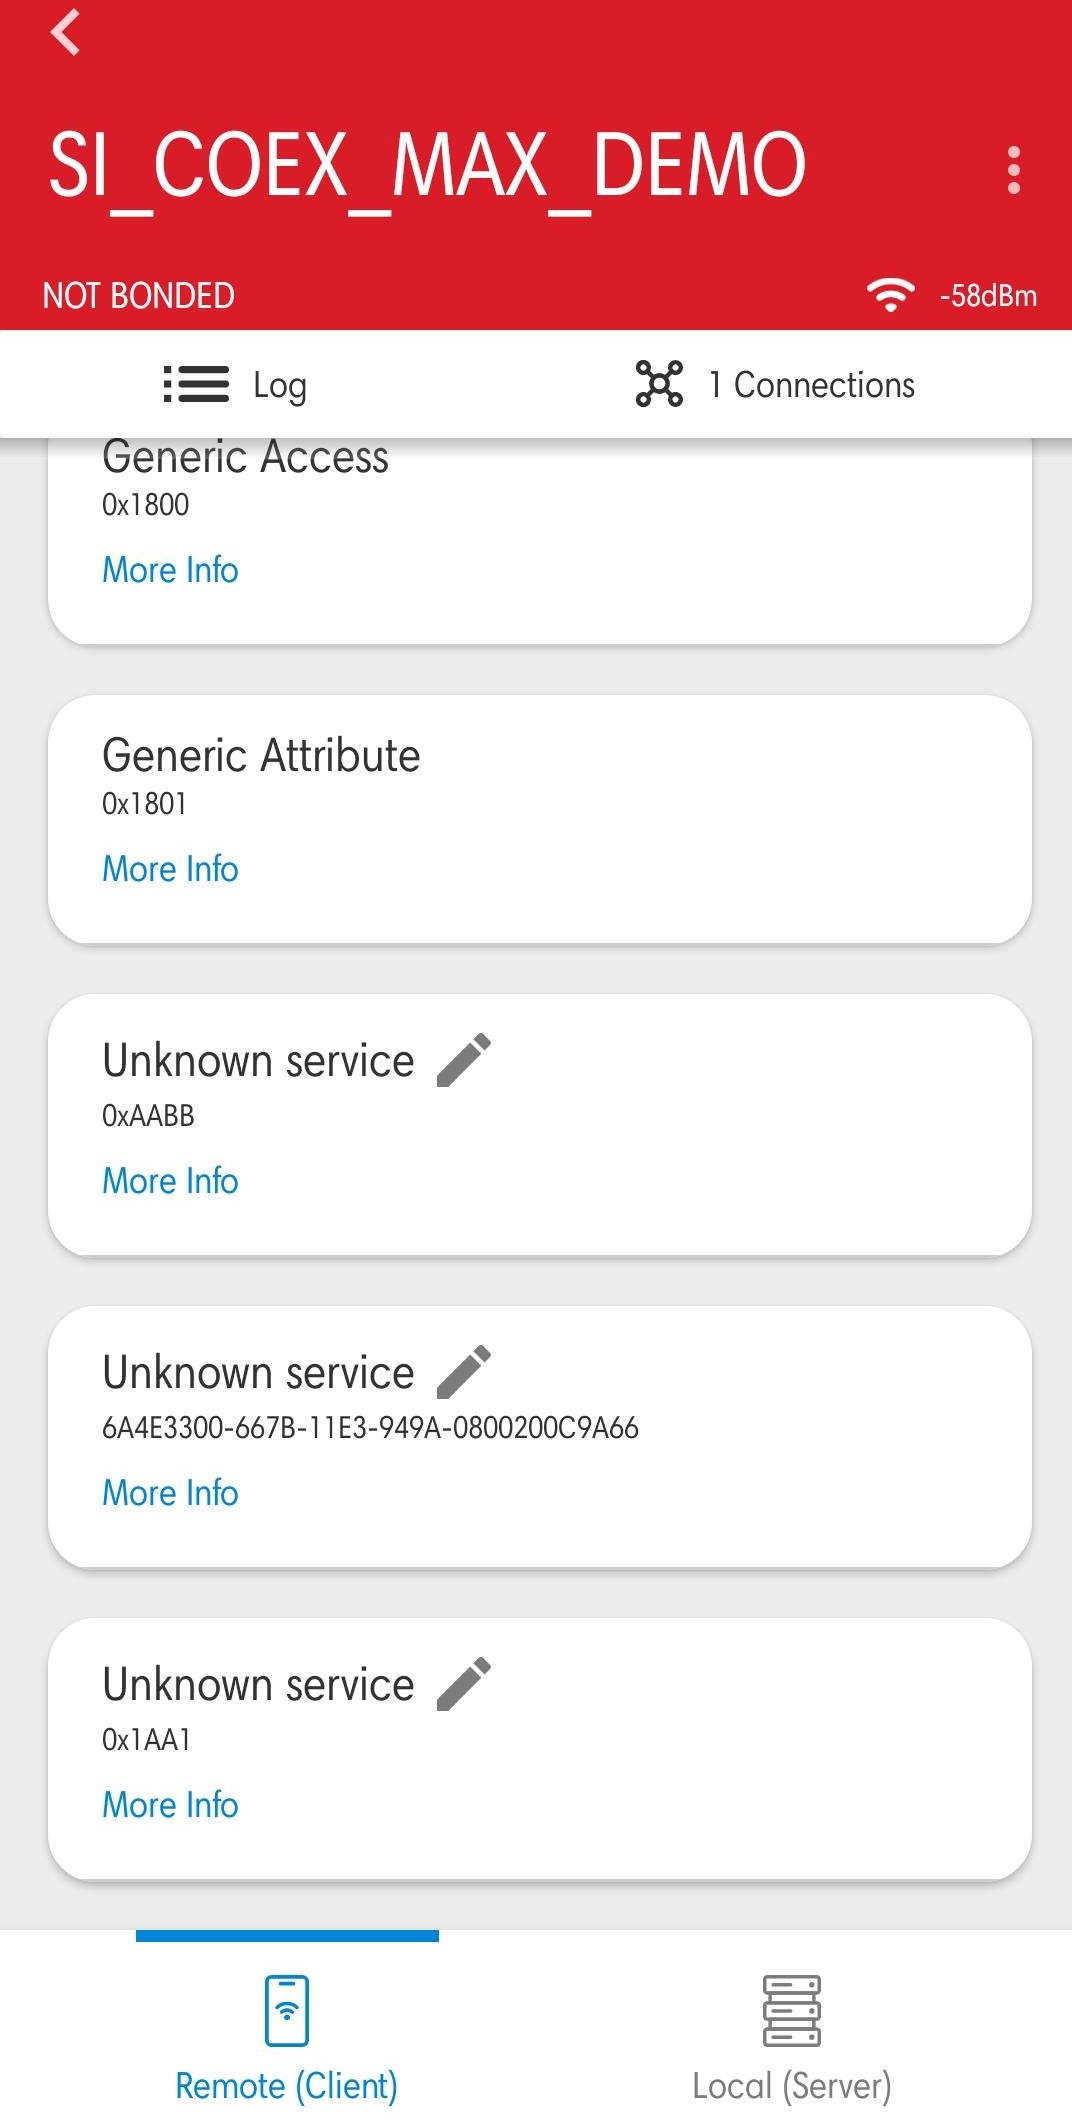 SI_COEX_MAX_DEMO
NOT BONDED
-58dBm
Log
1 Connections
Generic Access
0x1800
More Info
Generic Attribute
0x1801
More Info
Unknown service
0xAABB
More Info
Unknown service
6A4E3300-667B-11E3-949A-0800200C9A66
More Info
Unknown service
0x1AA1
More Info
Remote (Client)
Local (Server)